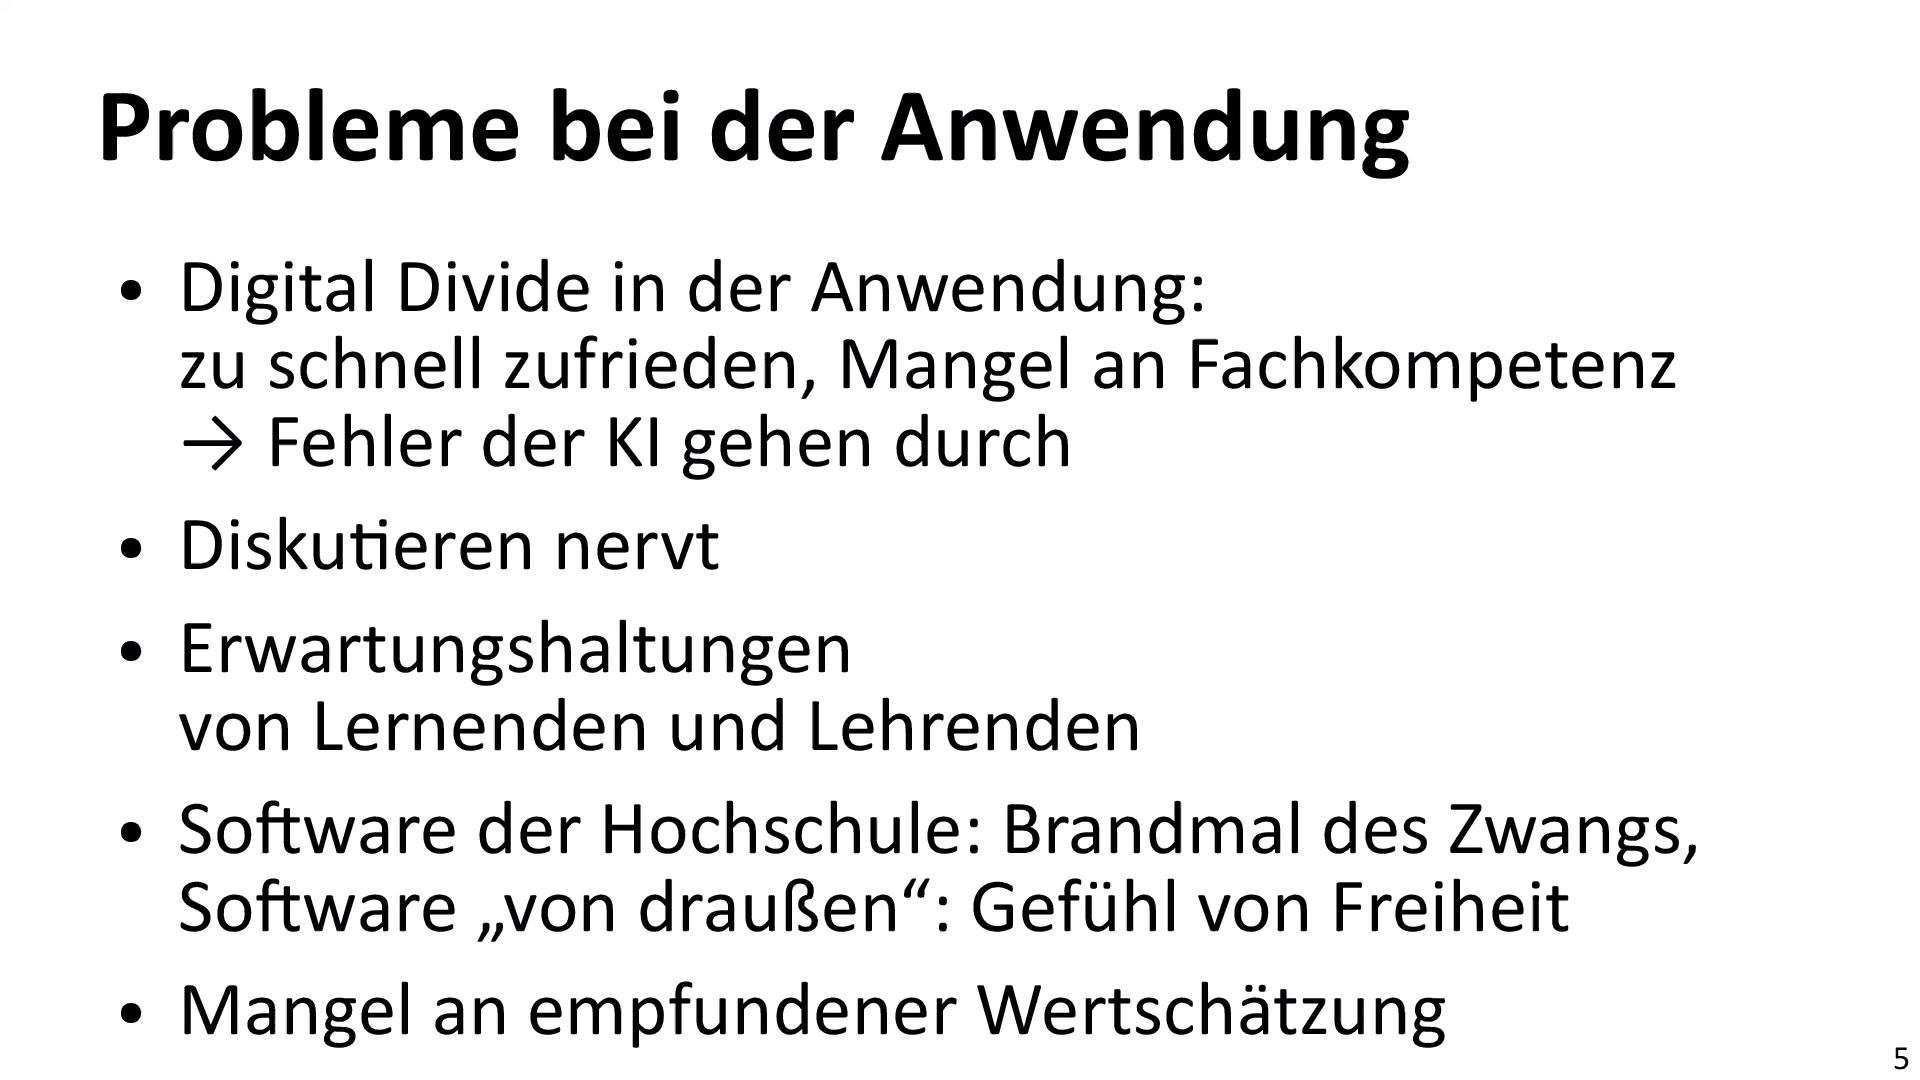 Probleme bei der Anwendung
• Digital Divide in der Anwendung:
zu schnell zufrieden, Mangel an Fachkompetenz
→ Fehler der KI gehen durch
• Diskutieren nervt
• Erwartungshaltungen
von Lernenden und Lehrenden
• Software der Hochschule: Brandmal des Zwangs,
Software „von draußen“: Gefühl von Freiheit
• Mangel an empfundener Wertschätzung
5